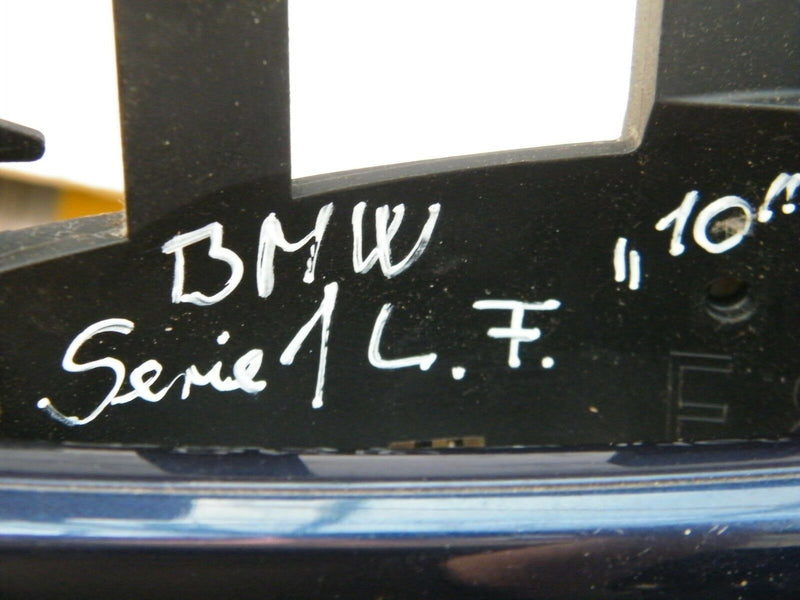 BMW
Serie 1 L.F.
„10"
E